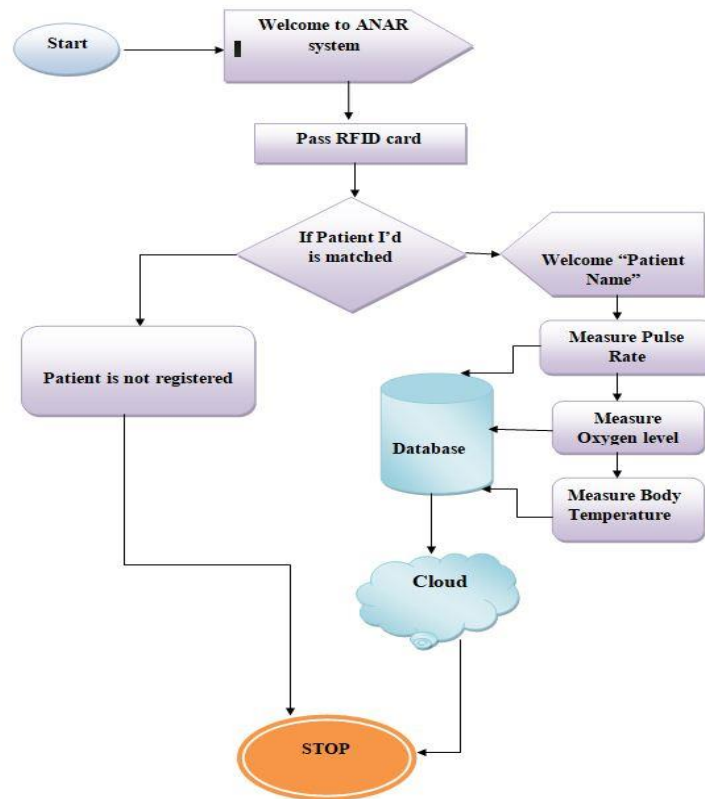 Start
Welcome to ANAR
system
Pass RFID card
If Patient I’d
is matched
Welcome “Patient
Name”
Patient is not registered
Measure Pulse
Rate
Measure
Oxygen level
Database
Measure Body
Temperature
Cloud
STOP